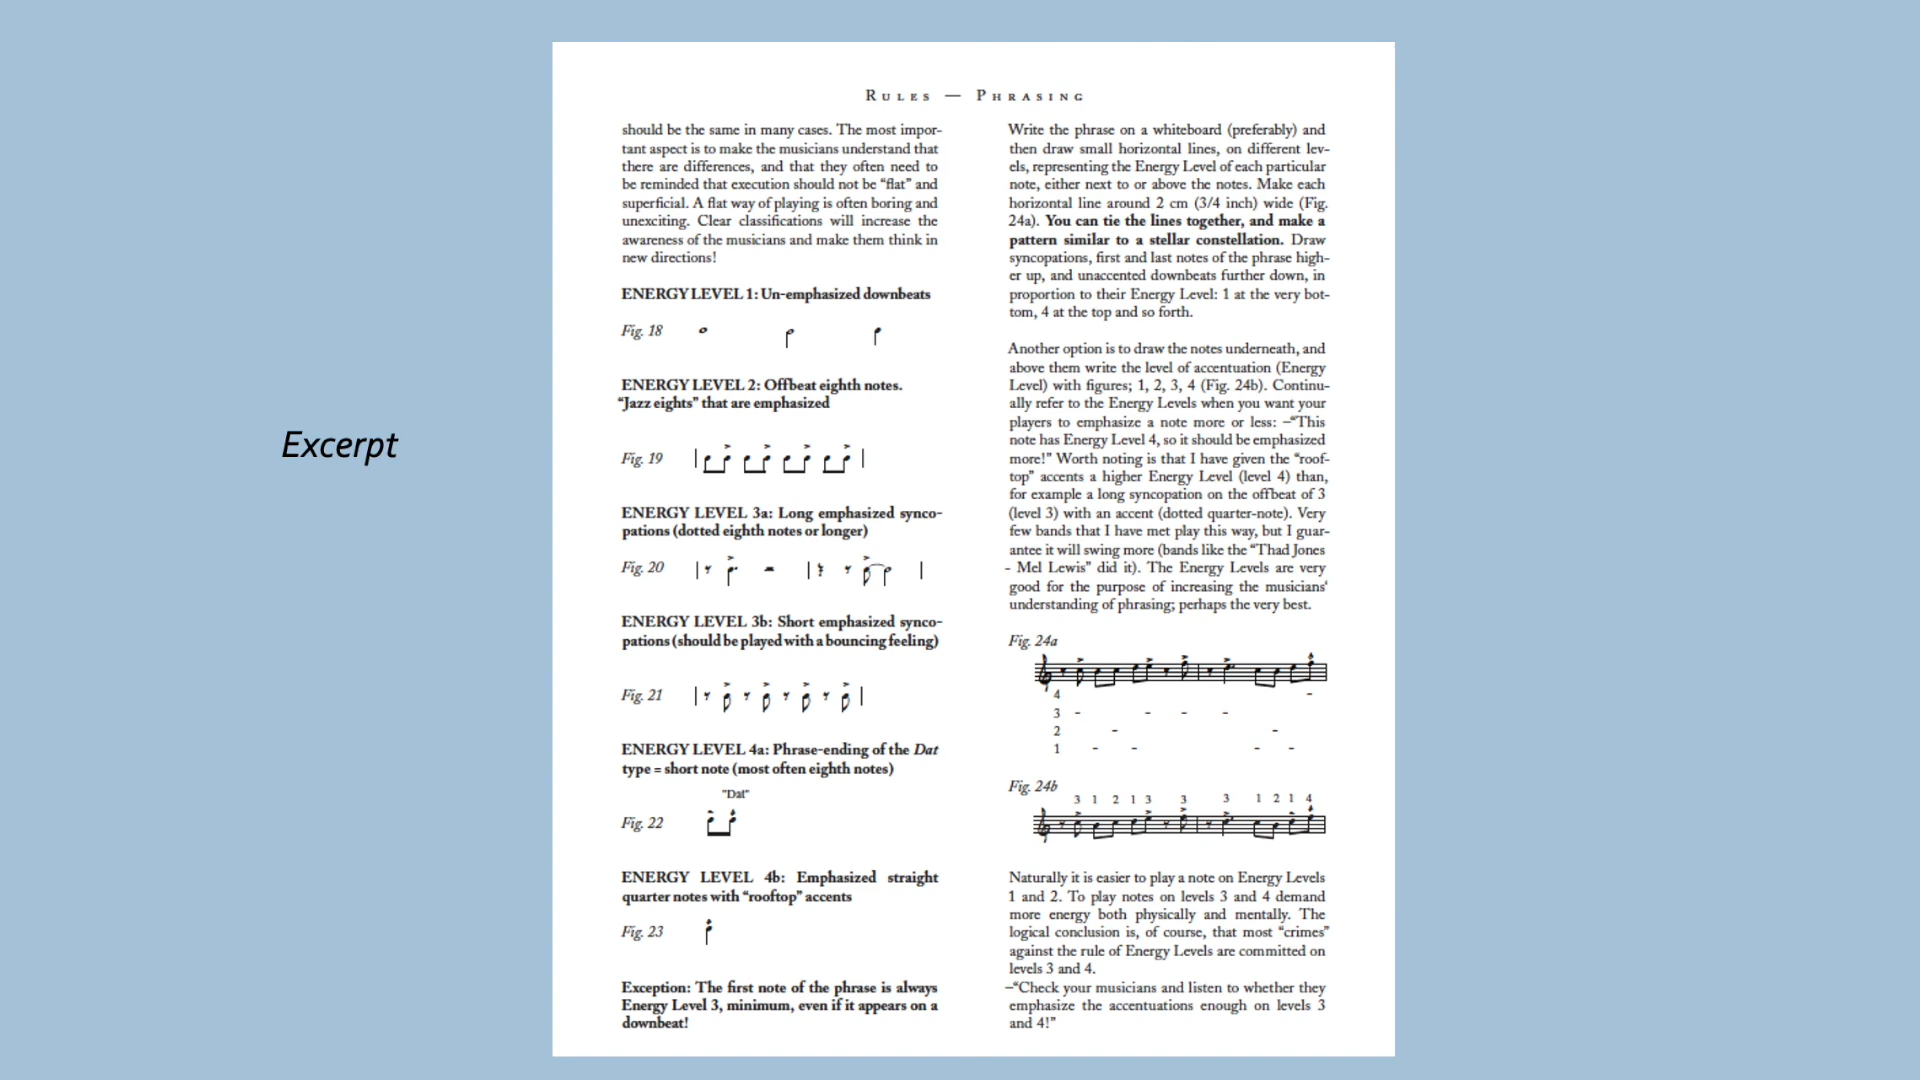 Excerpt
RULES — PHRASING
should be the same in many cases. The most impor-
tant aspect is to make the musicians understand that
there are differences, and that they often need to
be reminded that execution should not be “flat” and
superficial. A flat way of playing is often boring and
unexciting. Clear classifications will increase the
awareness of the musicians and make them think in
new directions!
ENERGY LEVEL 1: Un-emphasized downbeats
Fig. 18
ENERGY LEVEL 2: Offbeat eighth notes.
“Jazz eights” that are emphasized
Fig. 19
ENERGY LEVEL 3a: Long emphasized synco-
pations (dotted eighth notes or longer)
Fig. 20
ENERGY LEVEL 3b: Short emphasized synco-
pations (should be played with a bouncing feeling)
Fig. 21
ENERGY LEVEL 4a: Phrase-ending of the Dat
type = short note (most often eighth notes)
"Dat"
Fig. 22
ENERGY LEVEL 4b: Emphasized straight
quarter notes with “rooftop” accents
Fig. 23
Exception: The first note of the phrase is always
Energy Level 3, minimum, even if it appears on a
downbeat!
Write the phrase on a whiteboard (preferably) and
then draw small horizontal lines, on different lev-
els, representing the Energy Level of each particular
note, either next to or above the notes. Make each
horizontal line around 2 cm (3/4 inch) wide (Fig.
24a). You can tie the lines together, and make a
pattern similar to a stellar constellation. Draw
syncopations, first and last notes of the phrase high-
er up, and unaccented downbeats further down, in
proportion to their Energy Level: 1 at the very bot-
tom, 4 at the top and so forth.
Another option is to draw the notes underneath, and
above them write the level of accentuation (Energy
Level) with figures; 1, 2, 3, 4 (Fig. 24b). Continu-
ally refer to the Energy Levels when you want your
players to emphasize a note more or less: –“This
note has Energy Level 4, so it should be emphasized
more!” Worth noting is that I have given the “roof-
top” accents a higher Energy Level (level 4) than,
for example a long syncopation on the offbeat of 3
(level 3) with an accent (dotted quarter-note). Very
few bands that I have met play this way, but I guar-
antee it will swing more (bands like the “Thad Jones
- Mel Lewis” did it). The Energy Levels are very
good for the purpose of increasing the musicians'
understanding of phrasing; perhaps the very best.
Fig. 24a
4 -
3 - - - -
2 - -
1 - - - -
Fig. 24b
3 1 2 1 3 3 3 1 2 1 4
Naturally it is easier to play a note on Energy Levels
1 and 2. To play notes on levels 3 and 4 demand
more energy both physically and mentally. The
logical conclusion is, of course, that most “crimes”
against the rule of Energy Levels are committed on
levels 3 and 4.
–“Check your musicians and listen to whether they
emphasize the accentuations enough on levels 3
and 4!”